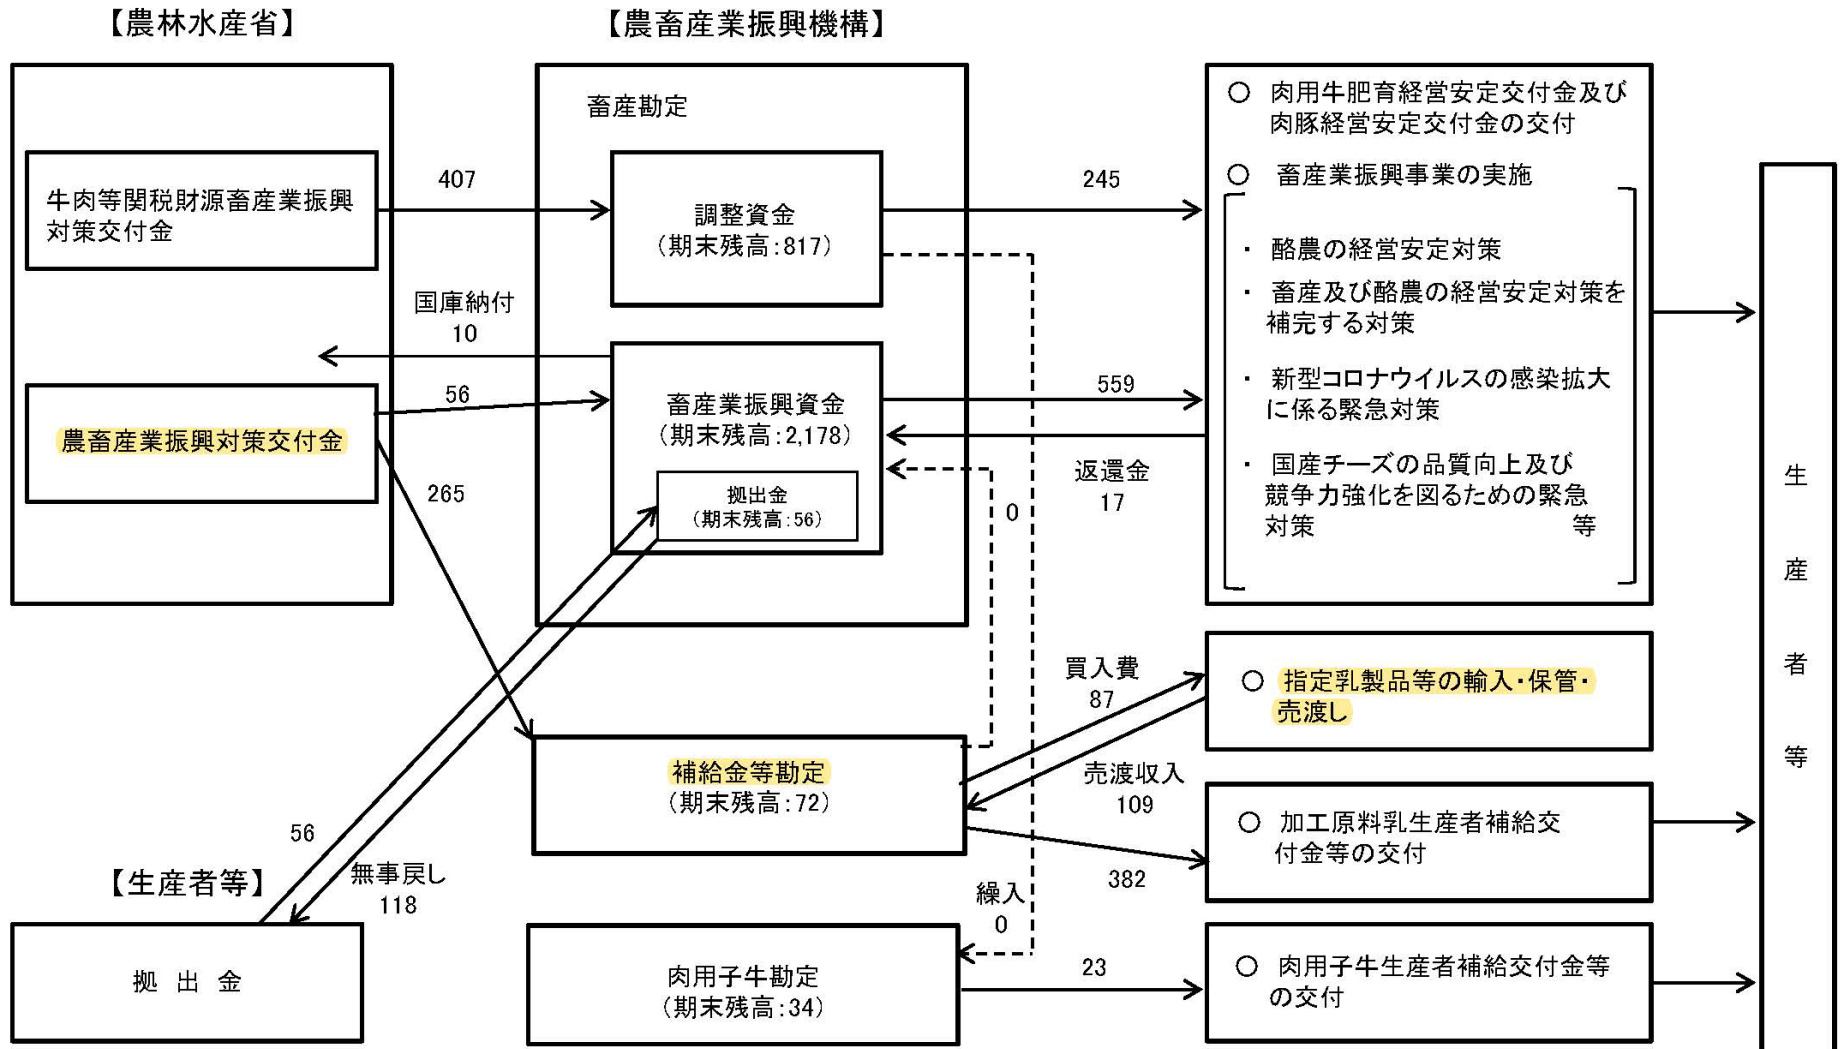 【農林水産省】
【農畜産業振興機構】
牛肉等関税財源畜産業振興
対策交付金
407
国庫納付
10
56
農畜産業振興対策交付金
265
畜産勘定
調整資金
（期末残高：817）
畜産業振興資金
（期末残高：2,178）
拠出金
（期末残高：56）
245
559
返還金
17
0
○ 肉用牛肥育経営安定交付金及び
肉豚経営安定交付金の交付
○ 畜産業振興事業の実施
・ 酪農の経営安定対策
・ 畜産及び酪農の経営安定対策を
補完する対策
・ 新型コロナウイルスの感染拡大
に係る緊急対策
・ 国産チーズの品質向上及び
競争力強化を図るための緊急
対策 等
補給金等勘定
（期末残高：72）
買入費
87
売渡収入
109
382
○ 指定乳製品等の輸入・保管・
売渡し
○ 加工原料乳生産者補給交
付金等の交付
56
無事戻し
118
【生産者等】
拠 出 金
繰入
0
肉用子牛勘定
（期末残高：34）
23
○ 肉用子牛生産者補給交付金等
の交付
生
産
者
等